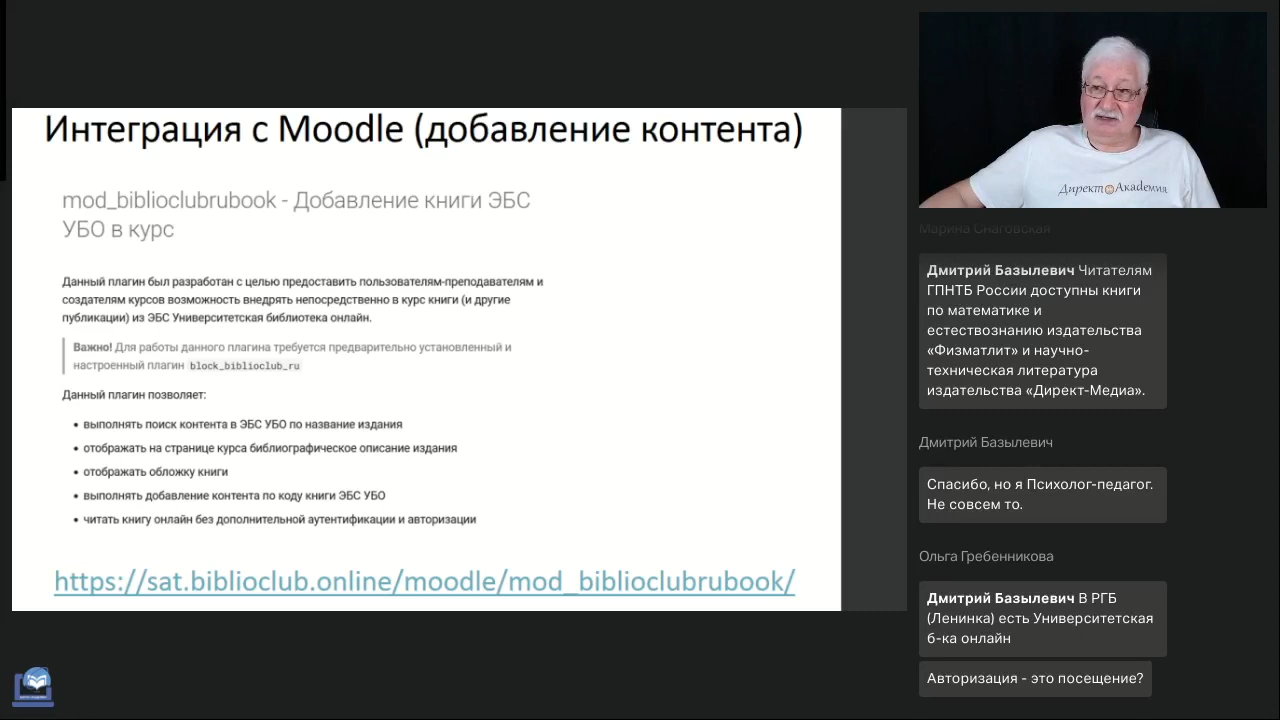 Интеграция с Moodle (добавление контента)
mod_biblioclubrubook - Добавление книги ЭБС
УБО в курс
Данный плагин был разработан с целью предоставить пользователям-преподавателям и
создателям курсов возможность внедрять непосредственно в курс книги (и другие
публикации) из ЭБС Университетская библиотека онлайн.
Важно! Для работы данного плагина требуется предварительно установленный и
настроенный плагин block_biblioclub_ru
Данный плагин позволяет:
• выполнять поиск контента в ЭБС УБО по название издания
• отображать на странице курса библиографическое описание издания
• отображать обложку книги
• выполнять добавление контента по коду книги ЭБС УБО
• читать книгу онлайн без дополнительной аутентификации и авторизации
https://sat.biblioclub.online/moodle/mod_biblioclubrubook/
Директ Академия
Марина Снаговская
Дмитрий Базылевич Читателям
ГПНТБ России доступны книги
по математике и
естествознанию издательства
«Физматлит» и научно-
техническая литература
издательства «Директ-Медиа».
Дмитрий Базылевич
Спасибо, но я Психолог-педагог.
Не совсем то.
Ольга Гребенникова
Дмитрий Базылевич В РГБ
(Ленинка) есть Университетская
б-ка онлайн
Авторизация - это посещение?